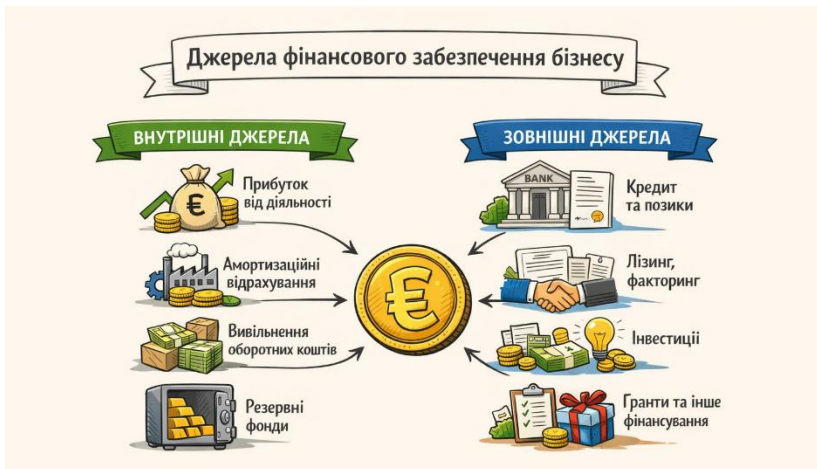 Джерела фінансового забезпечення бізнесу
ВНУТРІШНІ ДЖЕРЕЛА
Прибуток
від діяльності
€
Амортизаційні
відрахування
Вивільнення
оборотних коштів
Резервні
фонди
€
ЗОВНІШНІ ДЖЕРЕЛА
BANK
Кредит
та позики
Лізинг,
факторинг
Інвестиції
Гранти та інше
фінансування